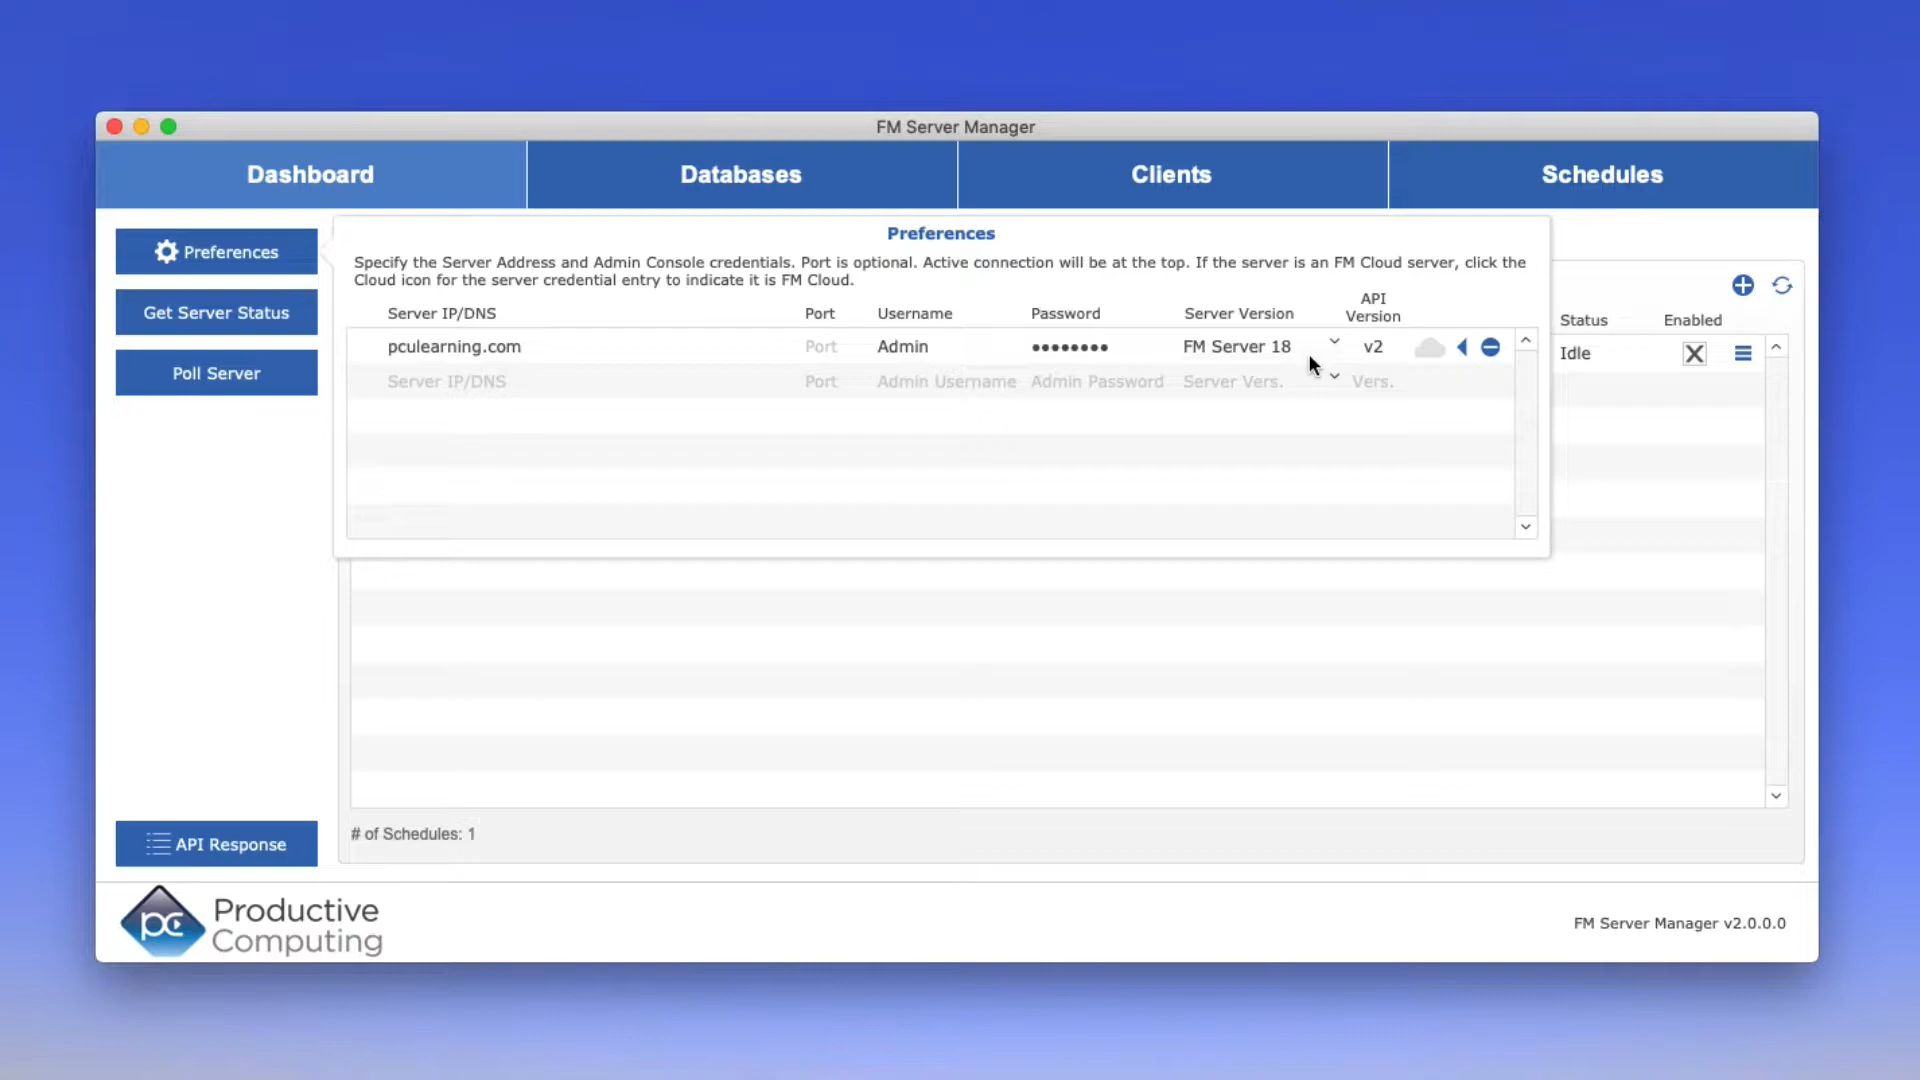 FM Server Manager
Dashboard
Databases
Clients
Schedules
Preferences
Get Server Status
Poll Server
API Response
Preferences
Specify the Server Address and Admin Console credentials. Port is optional. Active connection will be at the top. If the server is an FM Cloud server, click the
Cloud icon for the server credential entry to indicate it is FM Cloud.
Server IP/DNS
Port
Username
Password
Server Version
API
Version
pculearning.com
Port
Admin
••••••••
FM Server 18
v2
Server IP/DNS
Port
Admin Username
Admin Password
Server Vers.
Vers.
Status
Enabled
Idle
# of Schedules: 1
pc
Productive
Computing
FM Server Manager v2.0.0.0